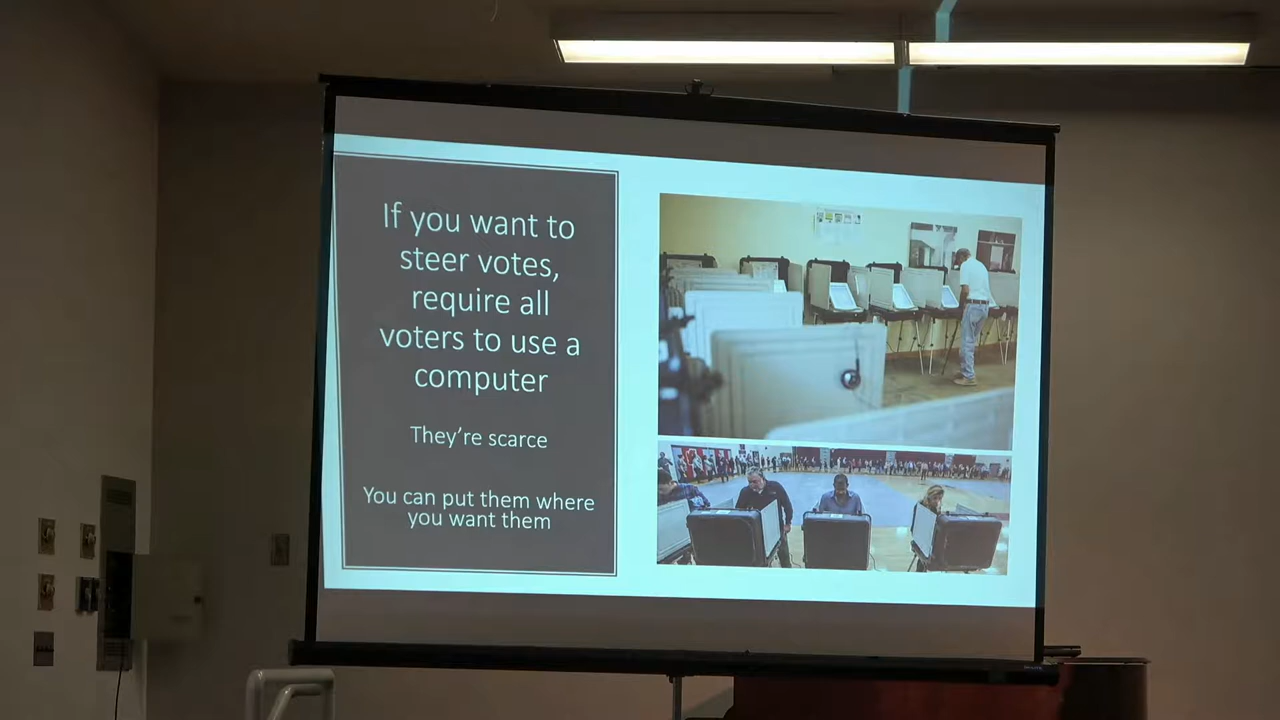 If you want to
steer votes,
require all
voters to use a
computer
They’re scarce
You can put them where
you want them